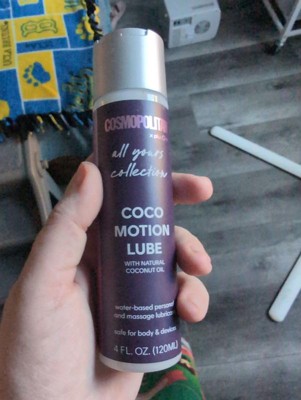 COSMOPOLITAN
all yours
collection
COCO
MOTION
LUBE
WITH NATURAL
COCONUT OIL
water-based personal
and massage lubricant
safe for body & devices
4 FL. OZ. (120ML)